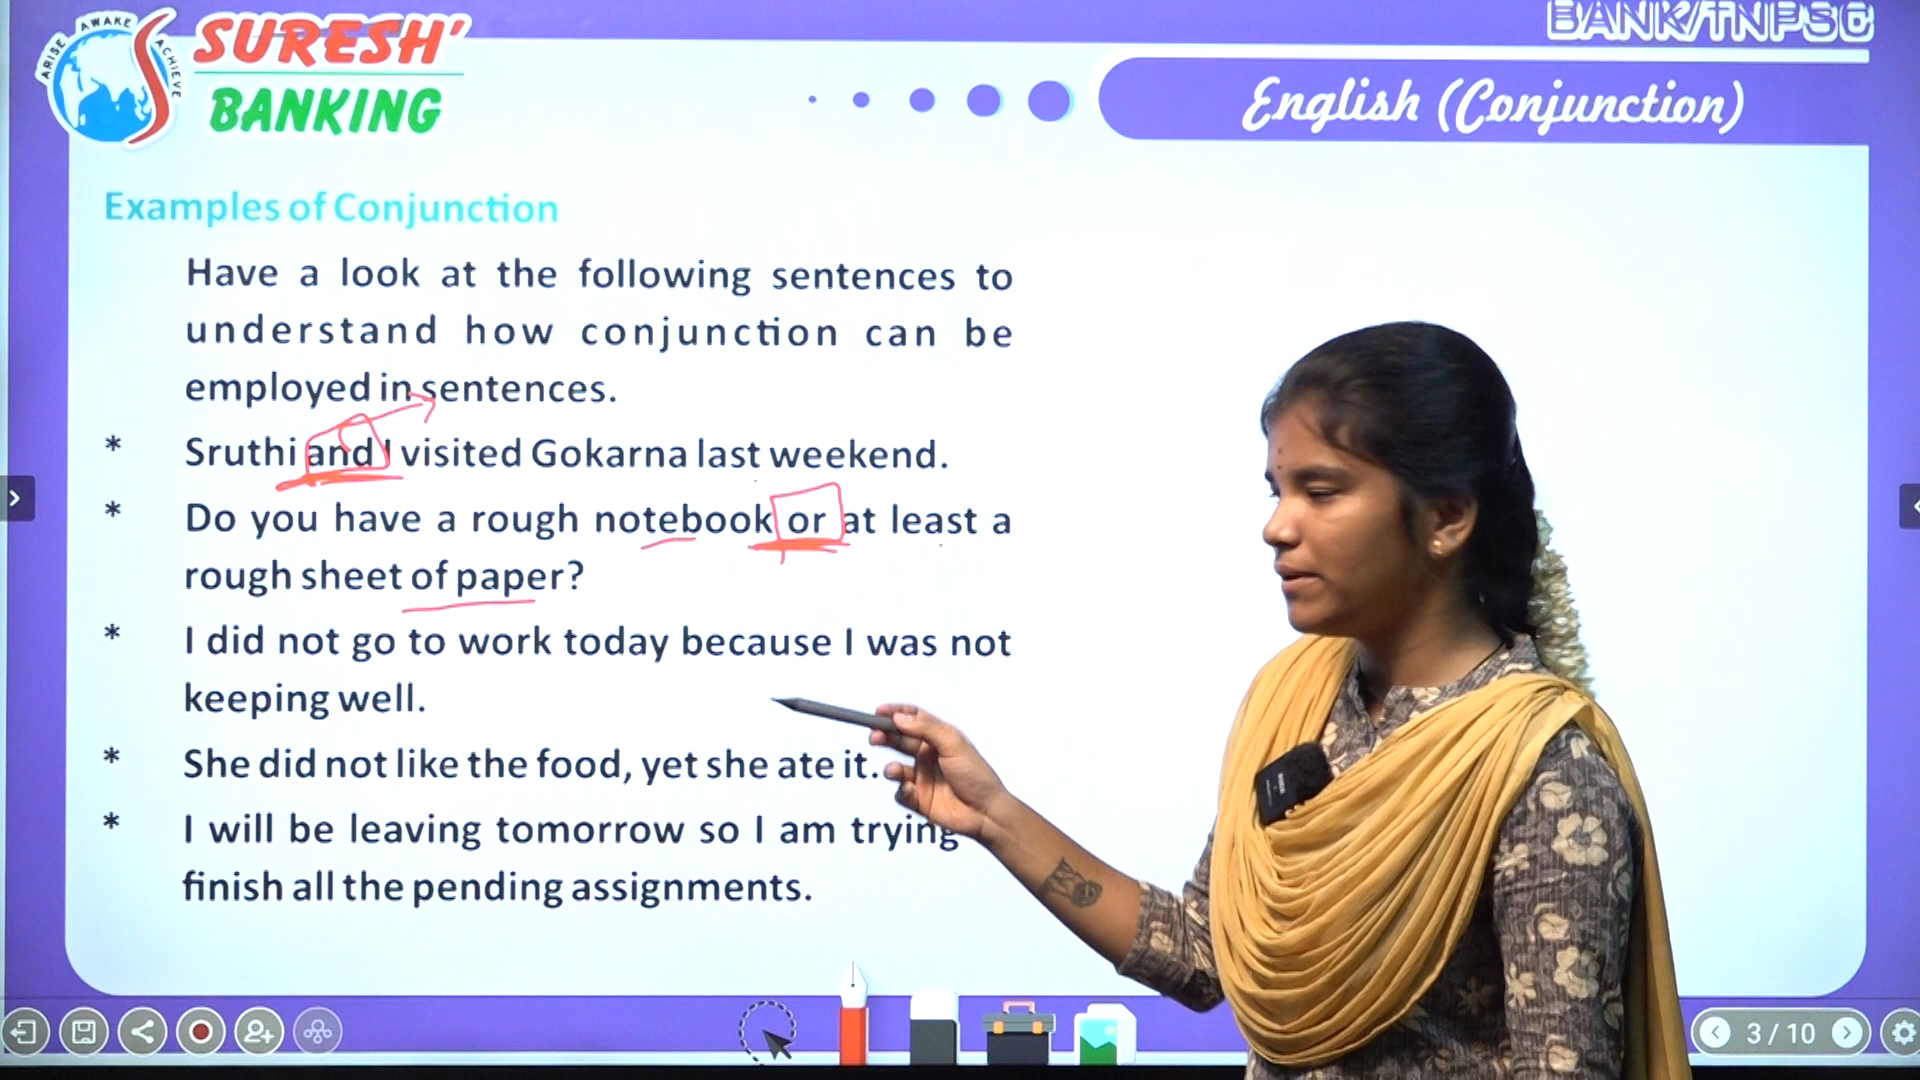 ARISE AWAKE ACHIEVE
SURESH'
BANKING
BANK/TNPSC
English (Conjunction)
Examples of Conjunction
Have a look at the following sentences to
understand how conjunction can be
employed in sentences.
* Sruthi and I visited Gokarna last weekend.
* Do you have a rough notebook or at least a
rough sheet of paper?
* I did not go to work today because I was not
keeping well.
* She did not like the food, yet she ate it.
* I will be leaving tomorrow so I am trying
finish all the pending assignments.
3 / 10